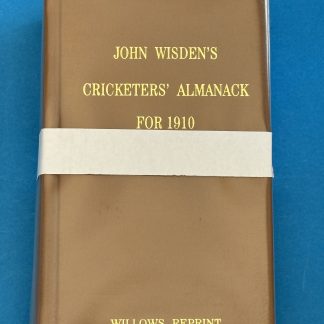 JOHN WISDEN'S
CRICKETERS' ALMANACK
FOR 1910
WILLOWS REPRINT